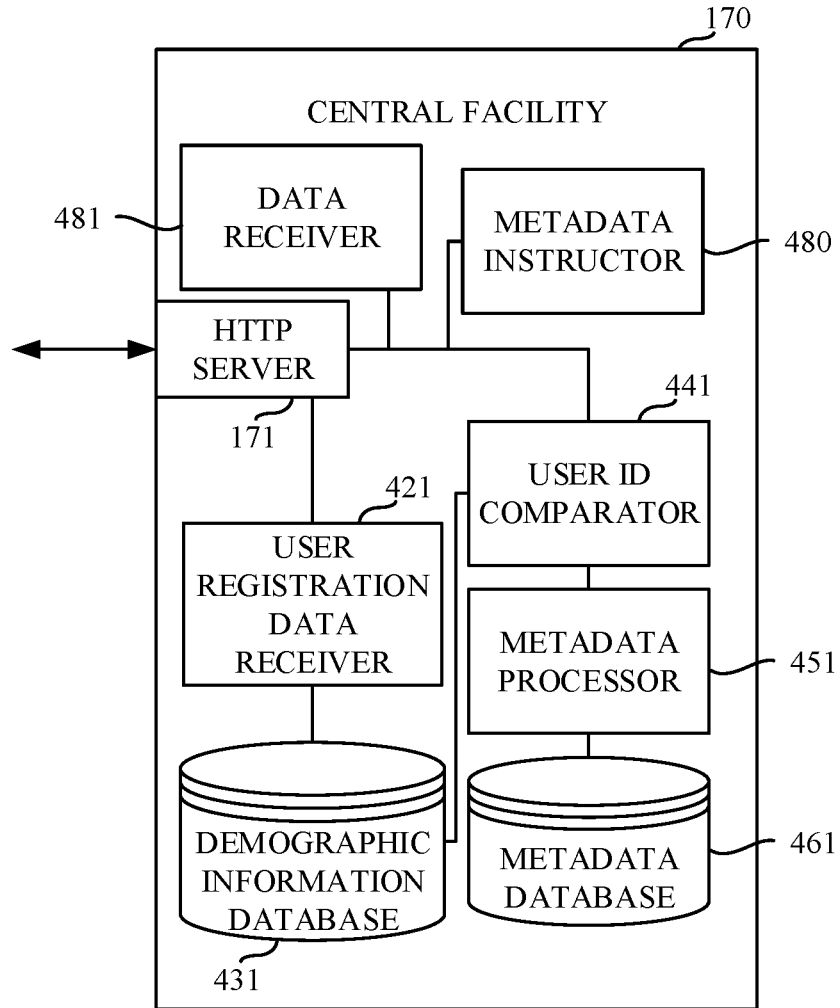 170
CENTRAL FACILITY
481
DATA
RECEIVER
METADATA
INSTRUCTOR
480
HTTP
SERVER
171
441
USER ID
COMPARATOR
421
USER
REGISTRATION
DATA
RECEIVER
METADATA
PROCESSOR
451
DEMOGRAPHIC
INFORMATION
DATABASE
431
METADATA
DATABASE
461